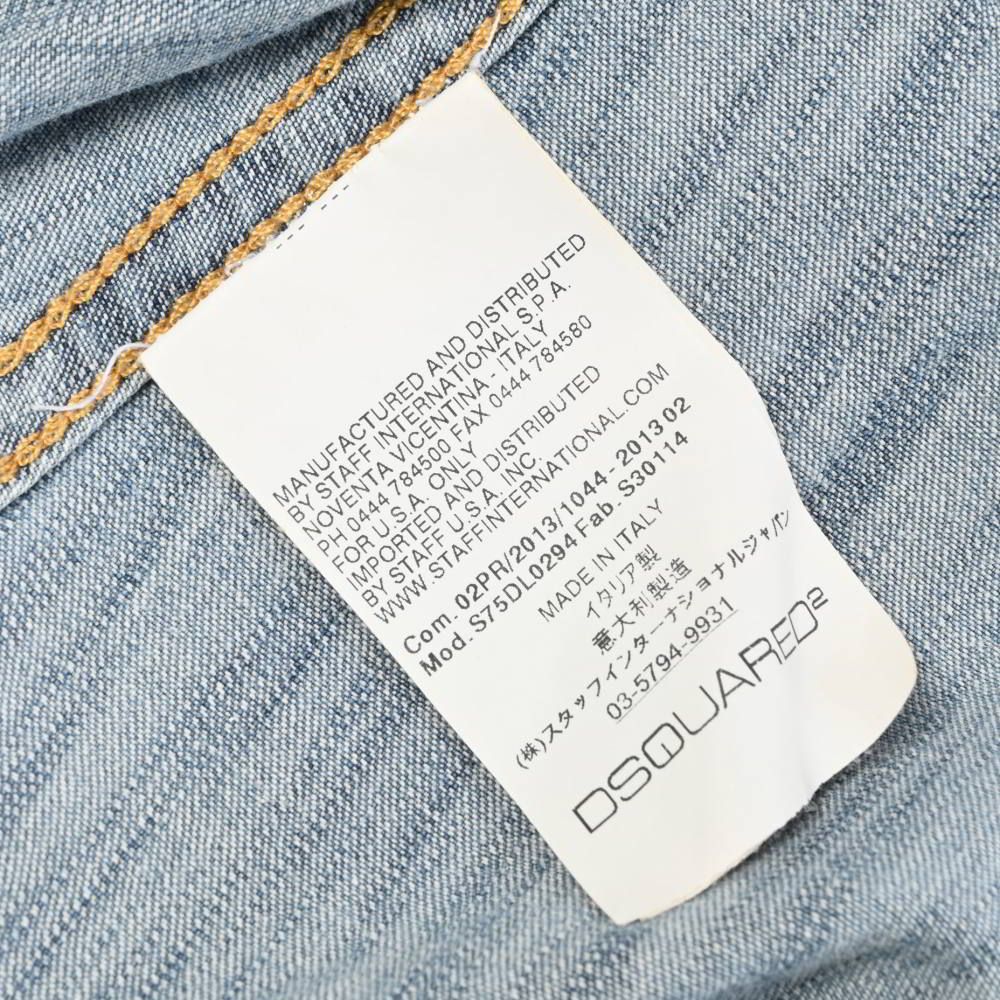 MANUFACTURED AND DISTRIBUTED
BY STAFF INTERNATIONAL S.P.A.
NOVENTA VICENTINA - ITALY
PH 0444 784500 FAX 0444 784580
FOR U.S.A. ONLY
IMPORTED AND DISTRIBUTED
BY STAFF U.S.A. INC.
WWW.STAFFINTERNATIONAL.COM
Com. 02PR/2013/1044 - 201302
Mod. S75DL0294 Fab. S30114
MADE IN ITALY
イタリア製
意大利製造
(株)スタッフインターナショナルジャパン
03-5794-9931
DSQUARED2